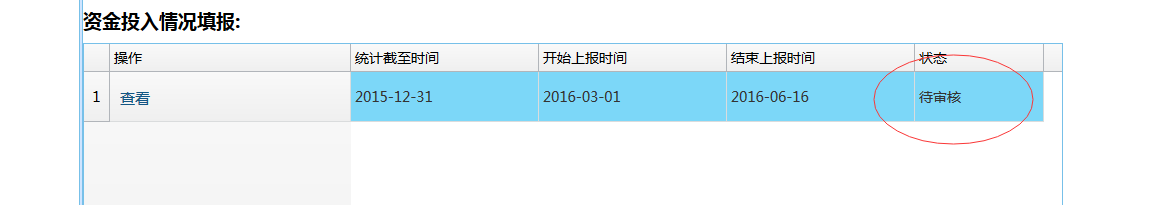 资金投入情况填报:
操作 统计截至时间 开始上报时间 结束上报时间 状态
1 查看 2015-12-31 2016-03-01 2016-06-16 待审核